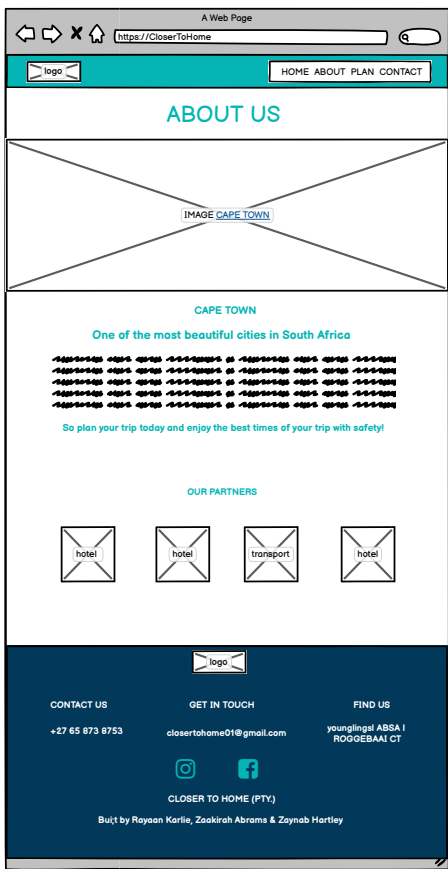 A Web Page
https://CloserToHome
logo
HOME ABOUT PLAN CONTACT
ABOUT US
IMAGE CAPE TOWN
CAPE TOWN
One of the most beautiful cities in South Africa
So plan your trip today and enjoy the best times of your trip with safety!
OUR PARTNERS
hotel hotel transport hotel
logo
CONTACT US GET IN TOUCH FIND US
+27 65 873 8753 closertohome01@gmail.com younglingsl ABSA l
ROGGEBAAI CT
CLOSER TO HOME (PTY.)
Bui;t by Rayaan Karlie, Zaakirah Abrams & Zaynab Hartley